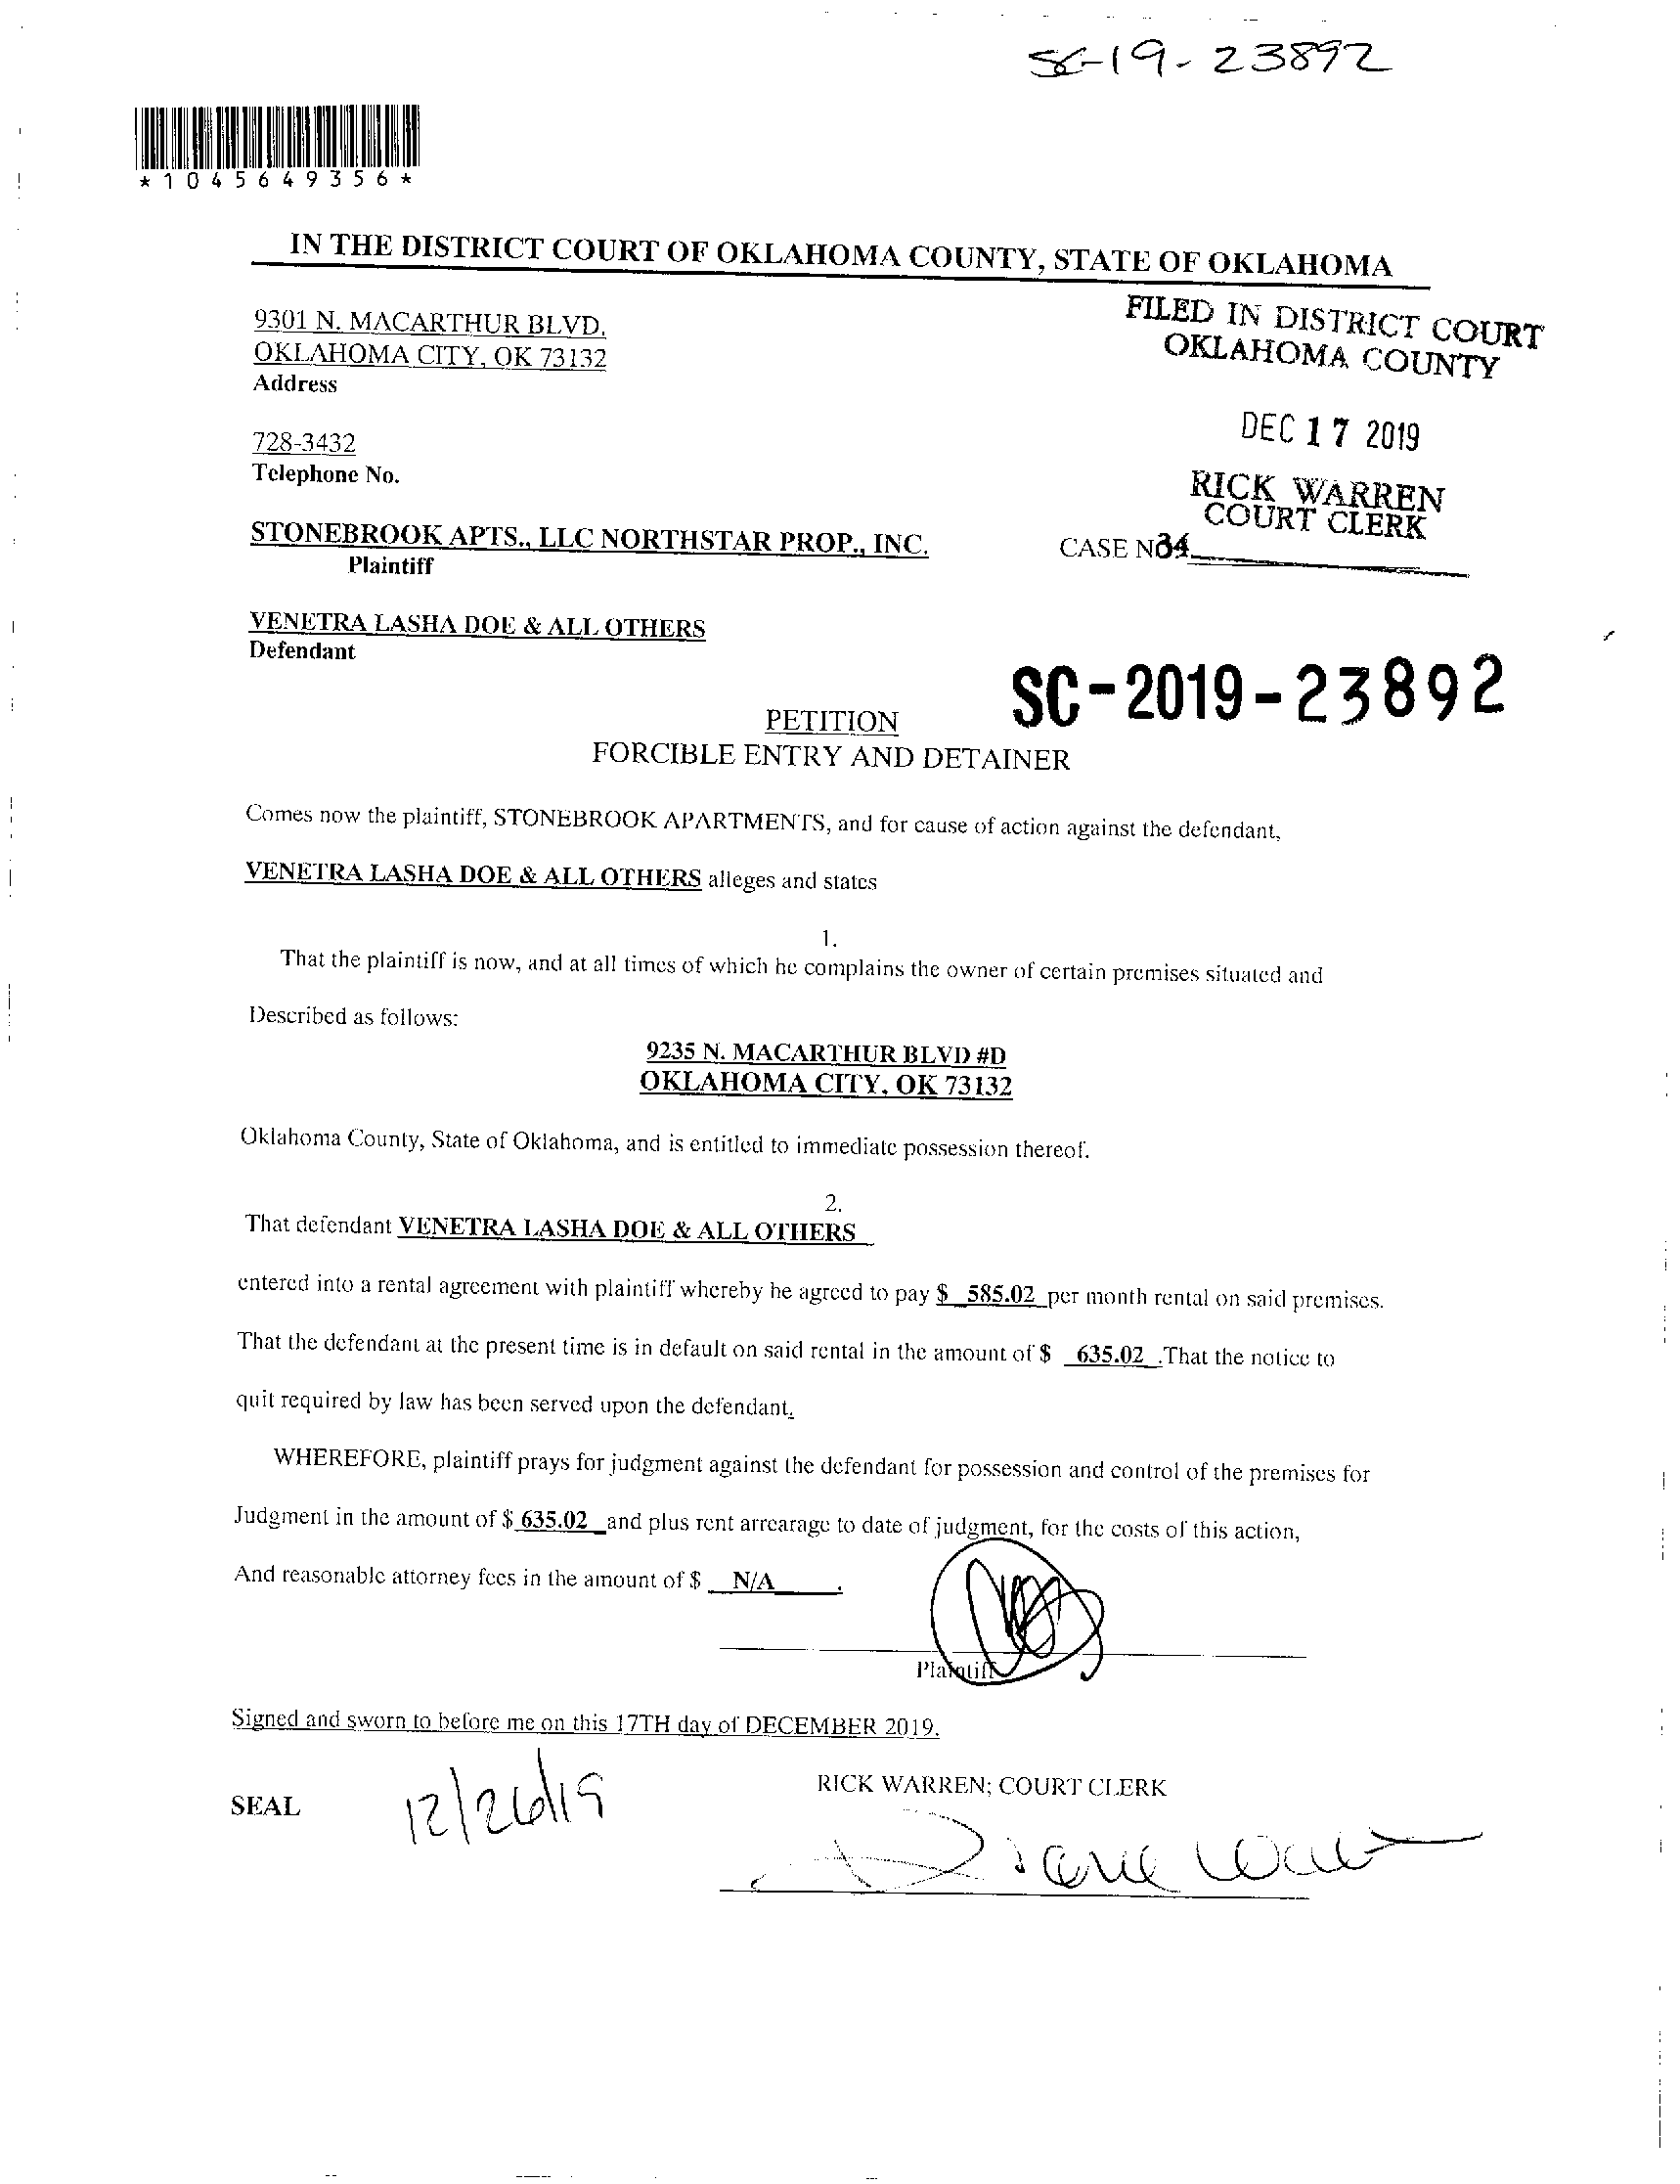 SC-19-23892
*1045649356*
IN THE DISTRICT COURT OF OKLAHOMA COUNTY, STATE OF OKLAHOMA
9301 N. MACARTHUR BLVD.
OKLAHOMA CITY, OK 73132
Address
FILED IN DISTRICT COURT
OKLAHOMA COUNTY
DEC 17 2019
RICK WARREN
COURT CLERK
728-3432
Telephone No.
STONEBROOK APTS., LLC NORTHSTAR PROP., INC.
Plaintiff
CASE NO.
34
VENETRA LASHA DOE & ALL OTHERS
Defendant
SC-2019-23892
PETITION
FORCIBLE ENTRY AND DETAINER
Comes now the plaintiff, STONEBROOK APARTMENTS, and for cause of action against the defendant,
VENETRA LASHA DOE & ALL OTHERS alleges and states
1.
That the plaintiff is now, and at all times of which he complains the owner of certain premises situated and
Described as follows:
9235 N. MACARTHUR BLVD #D
OKLAHOMA CITY, OK 73132
Oklahoma County, State of Oklahoma, and is entitled to immediate possession thereof.
2.
That defendant VENETRA LASHA DOE & ALL OTHERS
entered into a rental agreement with plaintiff whereby he agreed to pay $ 585.02 per month rental on said premises.
That the defendant at the present time is in default on said rental in the amount of $ 635.02 .That the notice to
quit required by law has been served upon the defendant.
WHEREFORE, plaintiff prays for judgment against the defendant for possession and control of the premises for
Judgment in the amount of $ 635.02 and plus rent arrearage to date of judgment, for the costs of this action,
And reasonable attorney fees in the amount of $ N/A .
Plaintiff
Signed and sworn to before me on this 17TH day of DECEMBER 2019.
RICK WARREN; COURT CLERK
SEAL
12/26/19